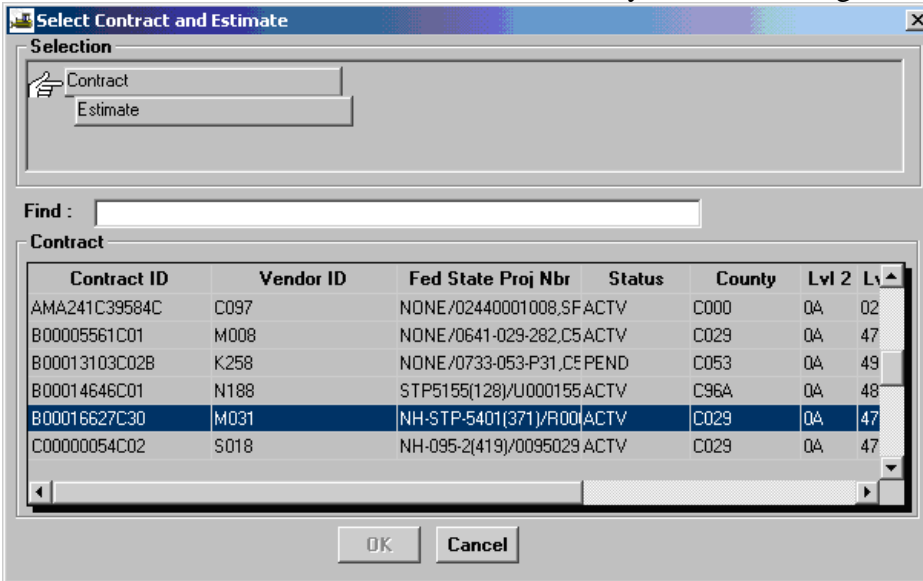 Select Contract and Estimate
Selection
Contract
Estimate
Find :
Contract
Contract ID Vendor ID Fed State Proj Nbr Status County Lvl 2 Lv
AMA241C39584C C097 NONE/02440001008,SF ACTV C000 0A 02
B00005561C01 M008 NONE/0641-029-282,C5 ACTV C029 0A 47
B00013103C02B K258 NONE/0733-053-P31,C5 PEND C053 0A 49
B00014646C01 N188 STP5155(128)/U000155 ACTV C96A 0A 48
B00016627C30 M031 NH-STP-5401(371)/R00 ACTV C029 0A 47
C00000054C02 S018 NH-095-2(419)/0095029 ACTV C029 0A 47
OK Cancel